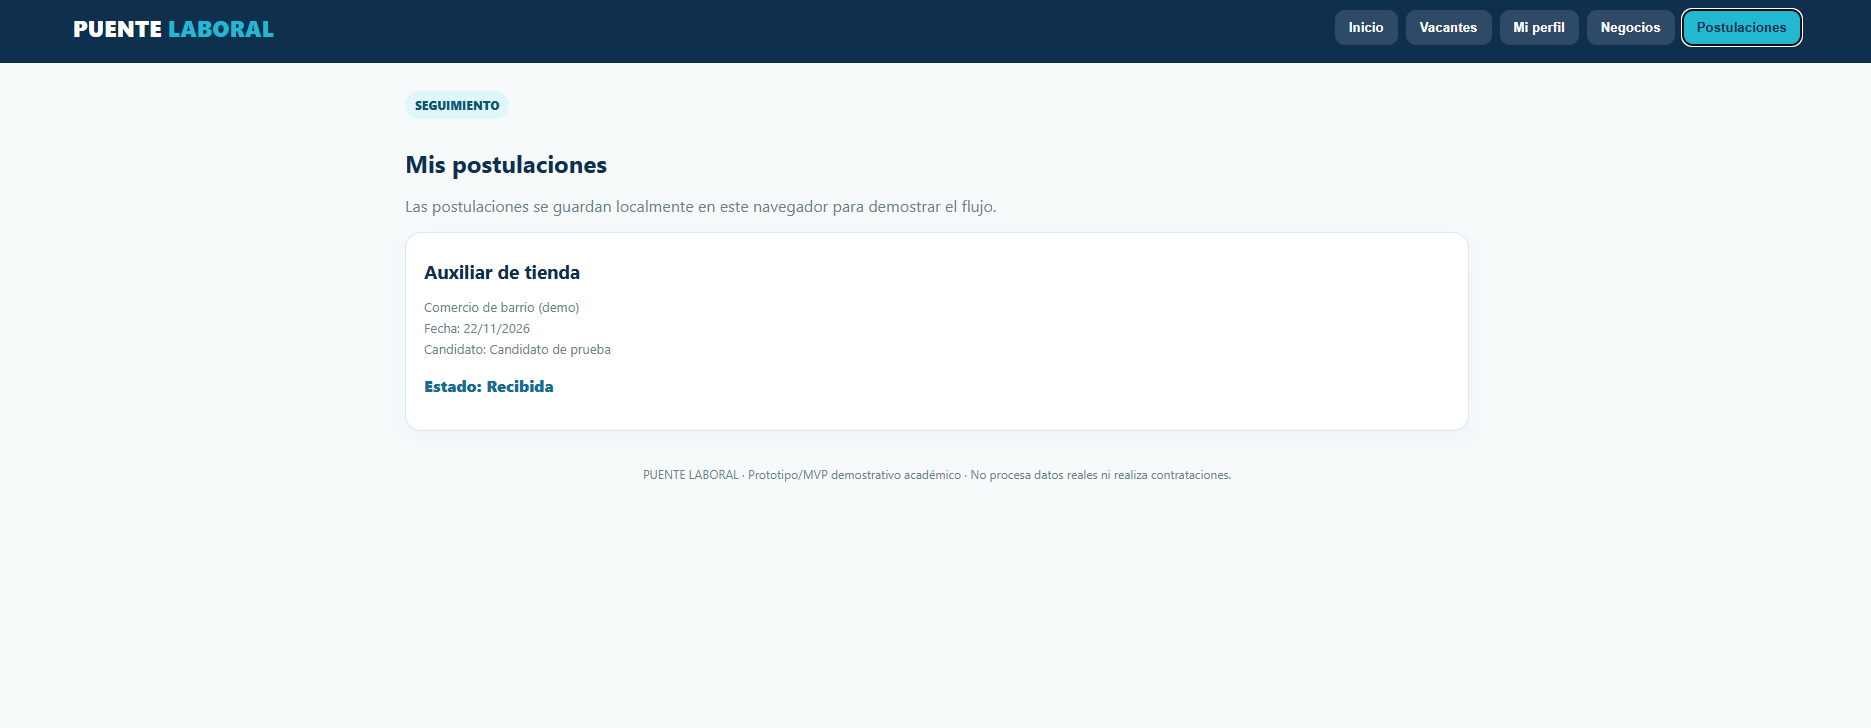 PUENTE LABORAL
Inicio
Vacantes
Mi perfil
Negocios
Postulaciones
SEGUIMIENTO
Mis postulaciones
Las postulaciones se guardan localmente en este navegador para demostrar el flujo.
Auxiliar de tienda
Comercio de barrio (demo)
Fecha: 22/11/2026
Candidato: Candidato de prueba
Estado: Recibida
PUENTE LABORAL · Prototipo/MVP demostrativo académico · No procesa datos reales ni realiza contrataciones.